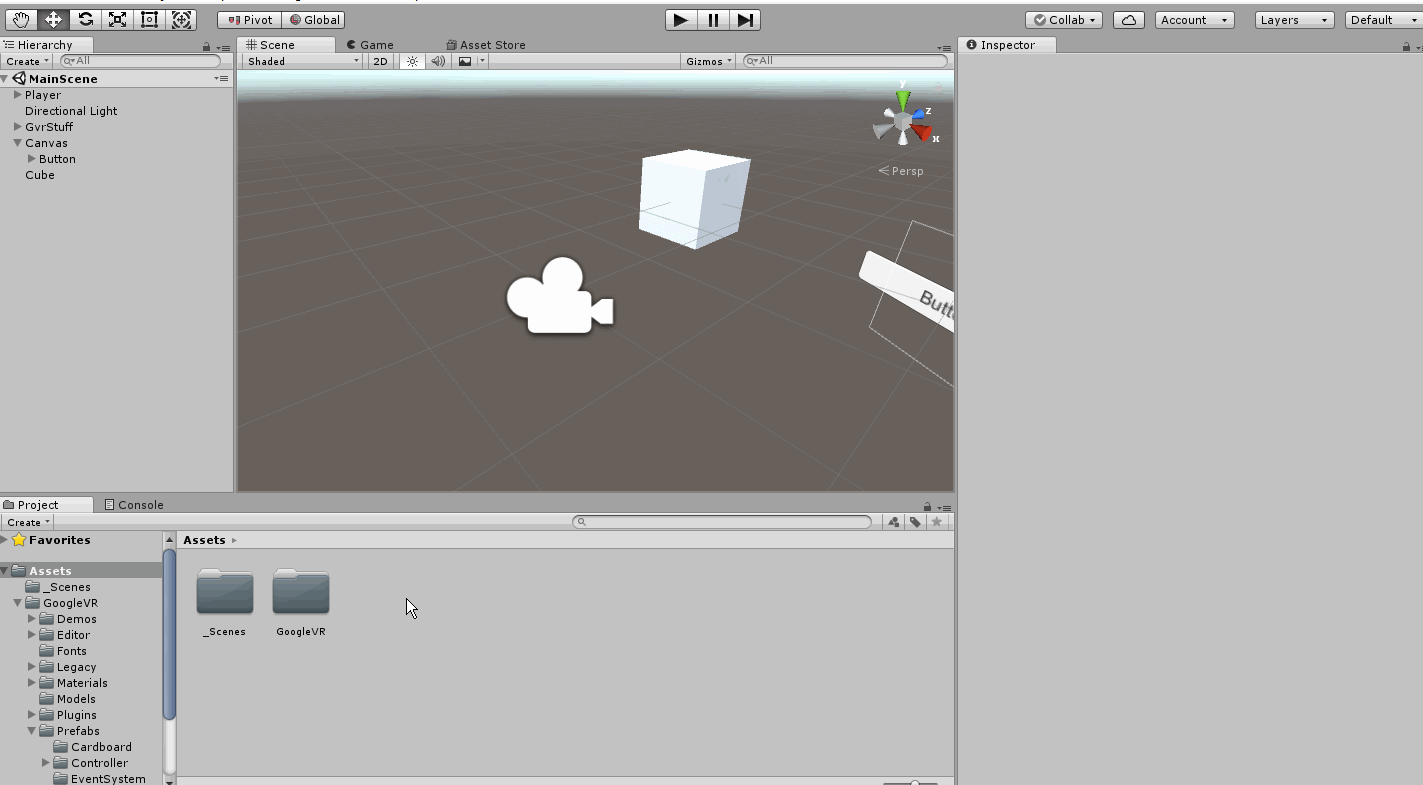 Pivot Global Collab Account Layers Default
Hierarchy Scene Game Asset Store Inspector
Create All Shaded 2D Gizmos All
MainScene
Player
Directional Light
GvrStuff
Canvas
Button
Cube
y
z
x
Persp
Project Console
Create
Favorites
Assets
Assets
_Scenes
GoogleVR
Demos
Editor
Fonts
Legacy
Materials
Models
Plugins
Prefabs
Cardboard
Controller
EventSystem
_Scenes GoogleVR